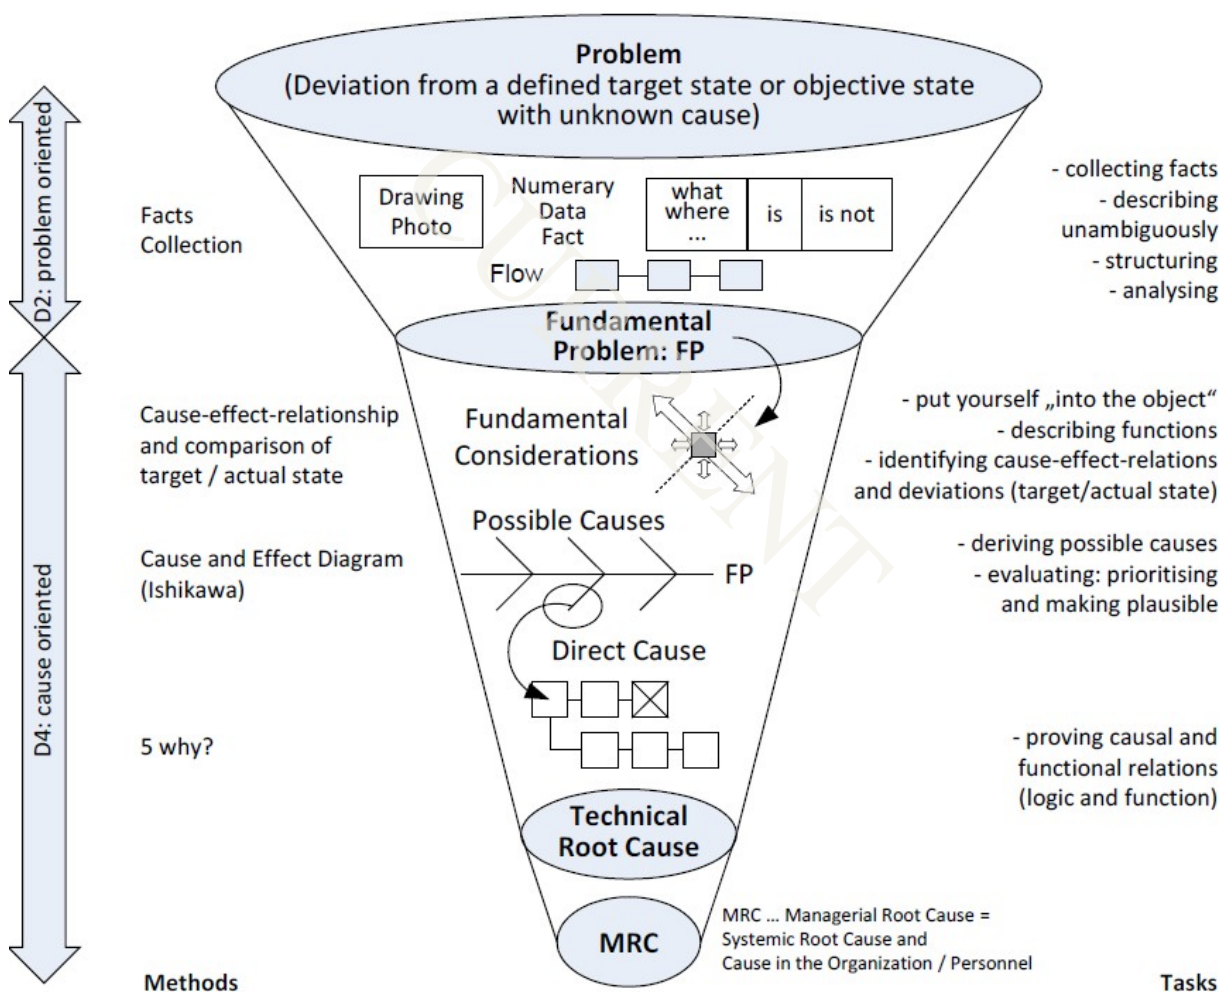 Problem
(Deviation from a defined target state or objective state
with unknown cause)
D2: problem oriented
Facts
Collection
Drawing
Photo
Numerary
Data
Fact
what
where
...
is
is not
Flow
- collecting facts
- describing
unambiguously
- structuring
- analysing
Fundamental
Problem: FP
D4: cause oriented
Cause-effect-relationship
and comparison of
target / actual state
Fundamental
Considerations
- put yourself „into the object“
- describing functions
- identifying cause-effect-relations
and deviations (target/actual state)
Possible Causes
Cause and Effect Diagram
(Ishikawa)
FP
- deriving possible causes
- evaluating: prioritising
and making plausible
Direct Cause
5 why?
- proving causal and
functional relations
(logic and function)
Technical
Root Cause
MRC
MRC ... Managerial Root Cause =
Systemic Root Cause and
Cause in the Organization / Personnel
Methods
Tasks
CURRENT